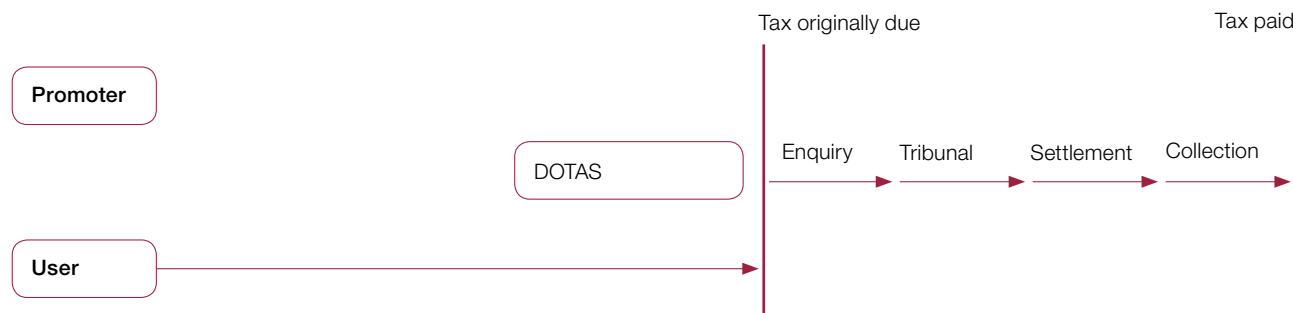 Tax originally due
Tax paid
Promoter
DOTAS
Enquiry
Tribunal
Settlement
Collection
User